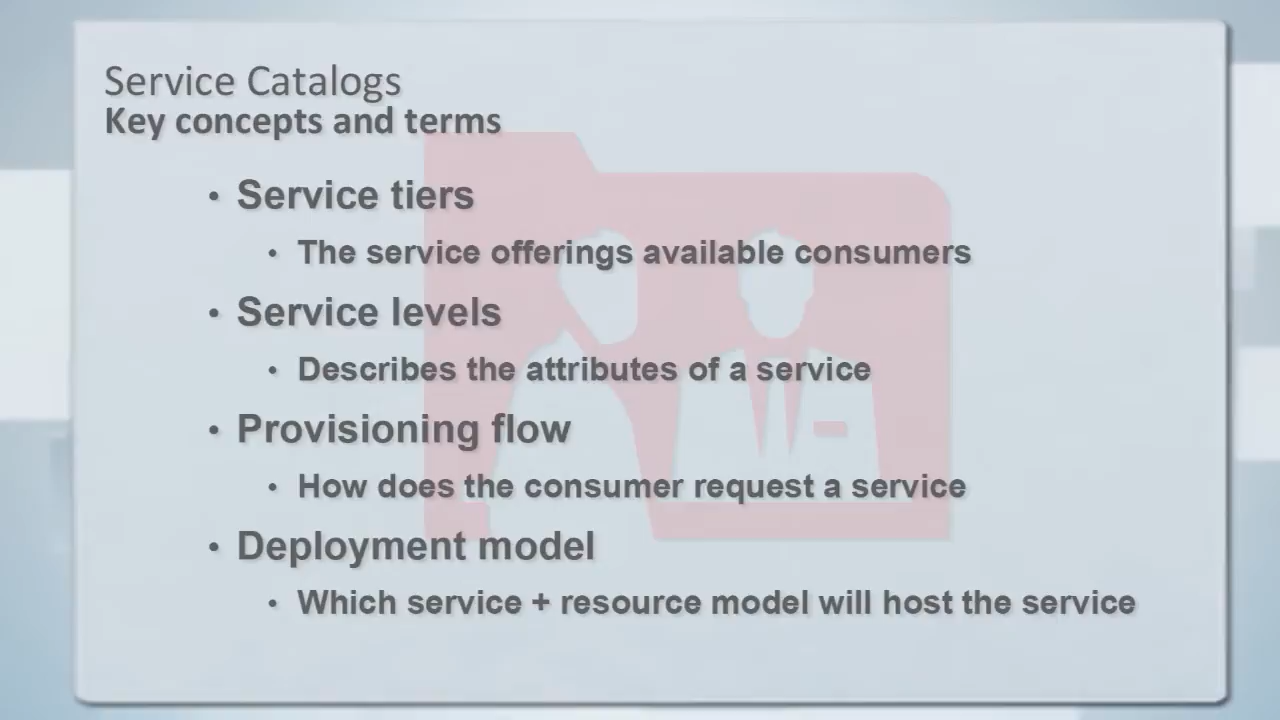 Service Catalogs
Key concepts and terms
• Service tiers
• The service offerings available consumers
• Service levels
• Describes the attributes of a service
• Provisioning flow
• How does the consumer request a service
• Deployment model
• Which service + resource model will host the service